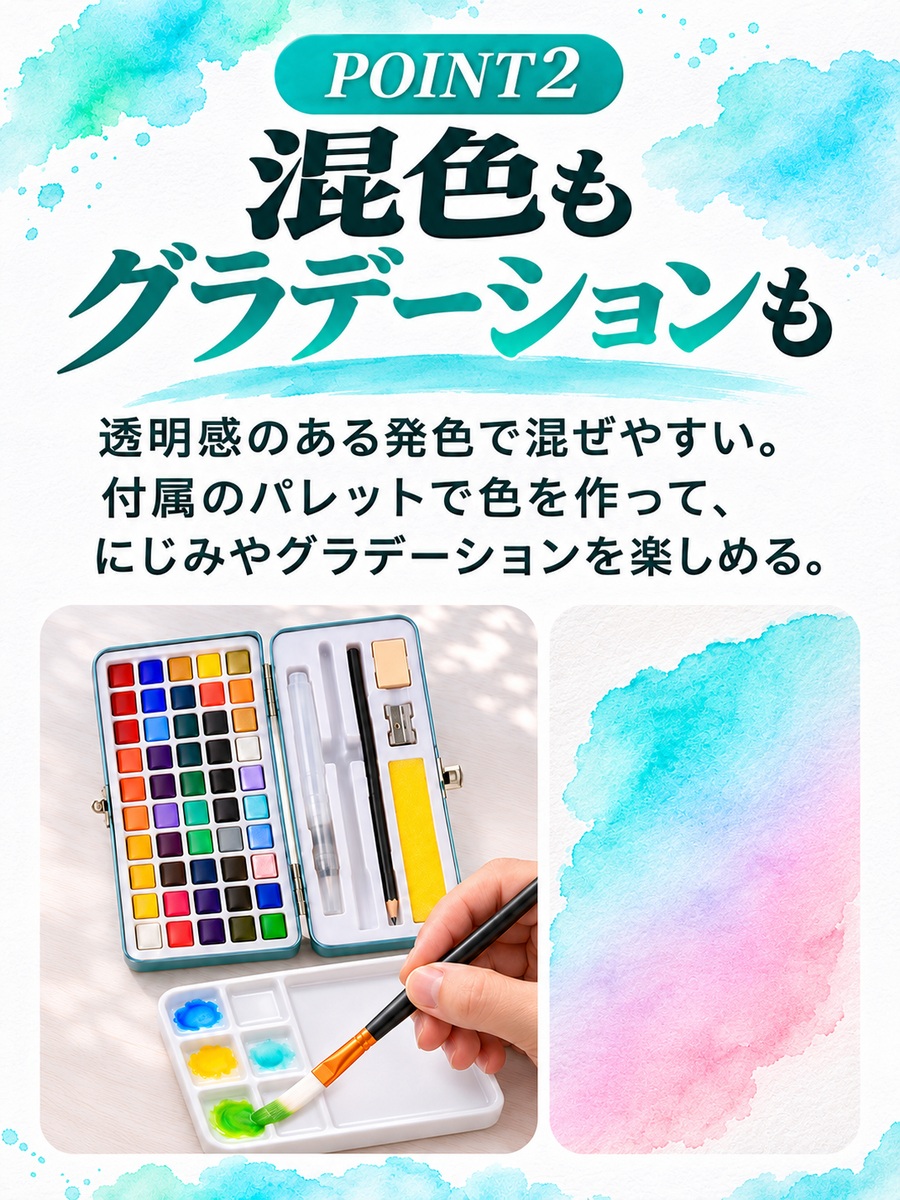 POINT2
混色も
グラデーションも
透明感のある発色で混ぜやすい。
付属のパレットで色を作って、
にじみやグラデーションを楽しめる。